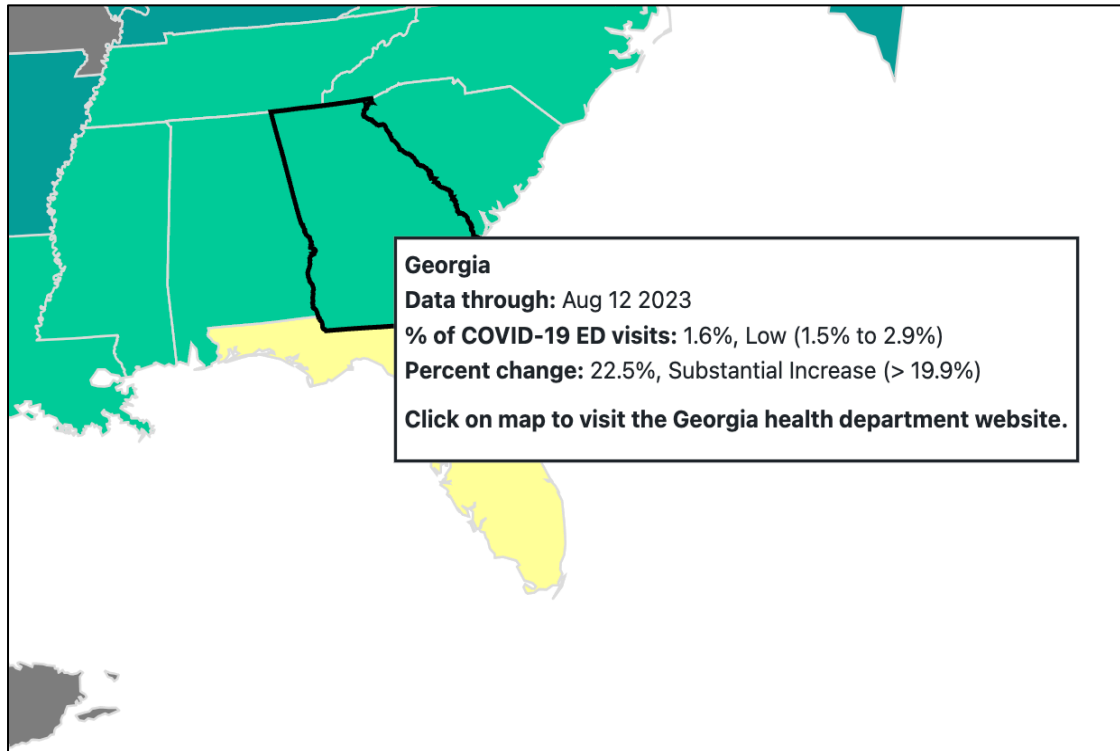 Georgia
Data through: Aug 12 2023
% of COVID-19 ED visits: 1.6%, Low (1.5% to 2.9%)
Percent change: 22.5%, Substantial Increase (> 19.9%)
Click on map to visit the Georgia health department website.